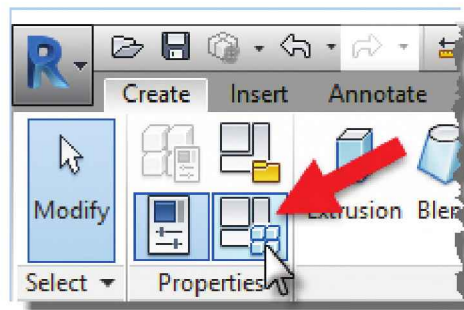 R
Create Insert Annotate
Modify
Extrusion
Select Properties